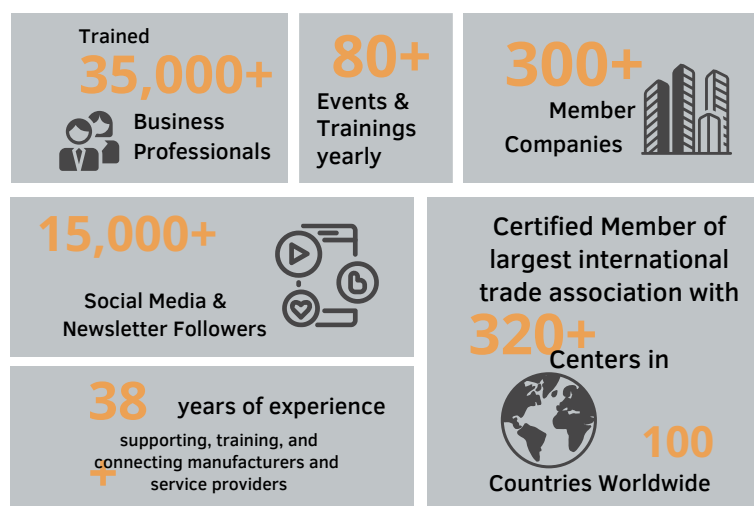 Trained
35,000+
Business
Professionals
80+
Events &
Trainings
yearly
300+
Member
Companies
15,000+
Social Media &
Newsletter Followers
Certified Member of
largest international
trade association with
320+
Centers in
100
Countries Worldwide
38 years of experience
+
supporting, training, and
connecting manufacturers and
service providers